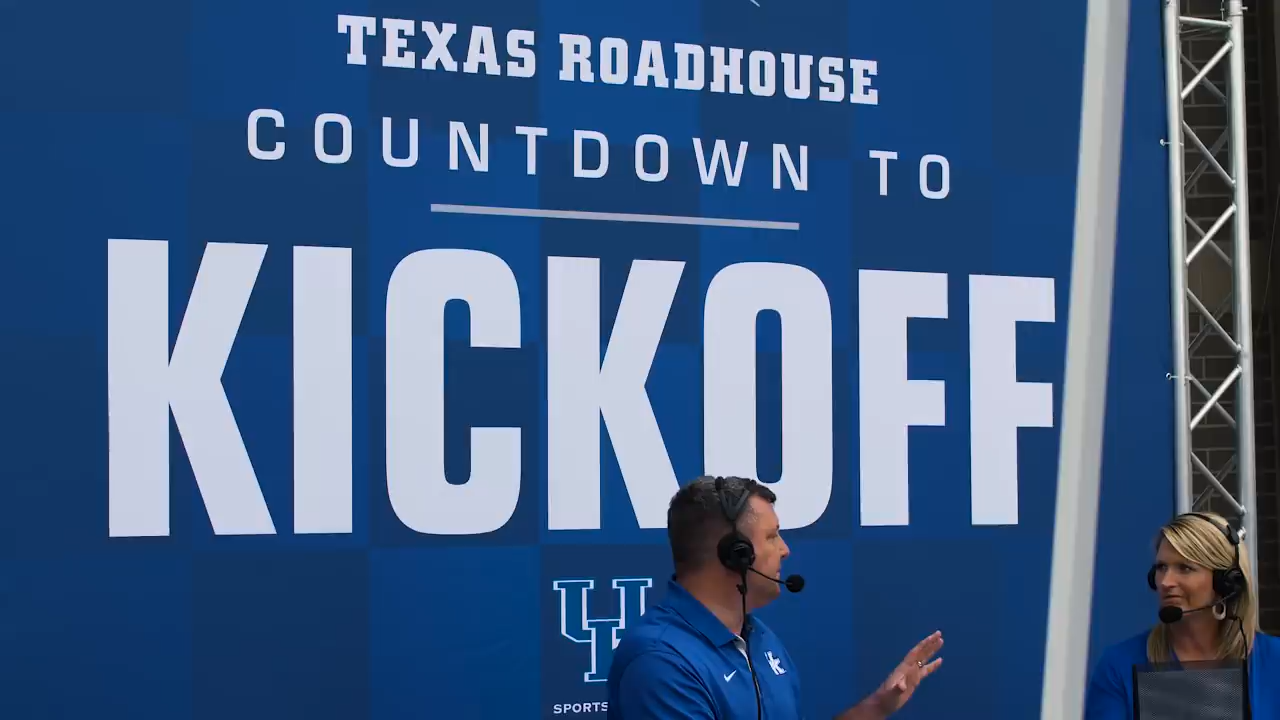 TEXAS ROADHOUSE
COUNTDOWN TO
KICKOFF
UK
SPORTS